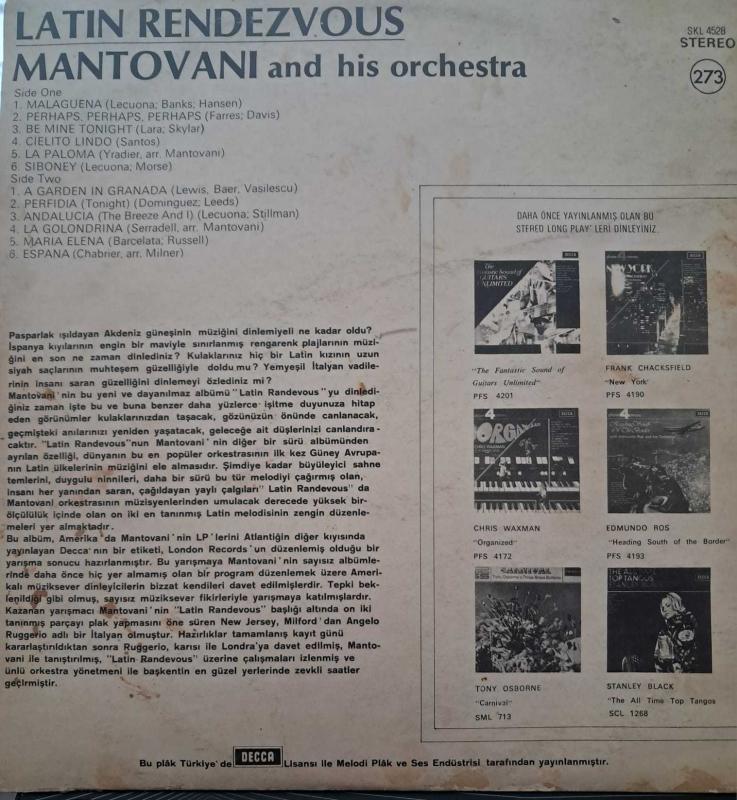 LATIN RENDEZVOUS
MANTOVANI and his orchestra
SKL 4528
STEREO
273
Side One
1. MALAGUENA (Lecuona; Banks; Hansen)
2. PERHAPS, PERHAPS, PERHAPS (Farres; Davis)
3. BE MINE TONIGHT (Lara; Skylar)
4. CIELITO LINDO (Santos)
5. LA PALOMA (Yradier, arr. Mantovani)
6. SIBONEY (Lecuona; Morse)
Side Two
1. A GARDEN IN GRANADA (Lewis, Baer, Vasilescu)
2. PERFIDIA (Tonight) (Dominguez; Leeds)
3. ANDALUCIA (The Breeze And I) (Lecuona; Stillman)
4. LA GOLONDRINA (Serradell, arr. Mantovani)
5. MARIA ELENA (Barcelata; Russell)
6. ESPANA (Chabrier, arr. Milner)
Pasparlak ışıldayan Akdeniz güneşinin müziğini dinlemiyeli ne kadar oldu?
İspanya kıyılarının engin bir maviyle sınırlanmış rengarenk plajlarının müzi-
ğini en son ne zaman dinlediniz? Kulaklarınız hiç bir Latin kızının uzun
siyah saçlarının muhteşem güzelliğiyle doldu mu? Yemyeşil İtalyan vadile-
rinin insanı saran güzelliğini dinlemeyi özlediniz mi?
Mantovani'nin bu yeni ve dayanılmaz albümü "Latin Randevous"yu dinledi-
ğiniz zaman işte bu ve buna benzer daha yüzlerce işitme duyunuza hitap
eden görünümler kulaklarınızdan taşacak, gözünüzün önünde canlanacak,
geçmişteki anılarınızı yeniden yaşatacak, geleceğe ait düşlerinizi canlandıra-
caktır. "Latin Randevous"nun Mantovani'nin diğer bir sürü albümünden
ayrılan özelliği, dünyanın bu en popüler orkestrasının ilk kez Güney Avrupa-
nın Latin ülkelerinin müziğini ele almasıdır. Şimdiye kadar büyüleyici sahne
temlerini, duygulu ninnileri, daha bir sürü bu tür melodiyi çağırmış olan,
insanı her yanından saran, çağıldayan yaylı çalgıları "Latin Randevous" da
Mantovani orkestrasının müzisyenlerinden umulacak derecede yüksek bir-
ölçülülük içinde olan on iki en tanınmış Latin melodisinin zengin düzenle-
meleri yer almaktadır.
Bu albüm, Amerika'da Mantovani'nin LP'lerini Atlantiğin diğer kıyısında
yayınlayan Decca'nın bir etiketi, London Records'un düzenlemiş olduğu bir
yarışma sonucu hazırlanmıştır. Bu yarışmaya Mantovani'nin sayısız albümle-
rinde daha önce hiç yer almamış olan bir program düzenlemek üzere Ameri-
kalı müziksever dinleyicilerin bizzat kendileri davet edilmişlerdir. Tepki bek-
lenildiği gibi olmuş, sayısız müziksever fikirleriyle yarışmaya katılmışlardır.
Kazanan yarışmacı Mantovani'nin "Latin Randevous" başlığı altında on iki
tanınmış parçayı plak yapmasını öne süren New Jersey, Milford'dan Angelo
Ruggerio adlı bir İtalyan olmuştur. Hazırlıklar tamamlanıp kayıt günü
kararlaştırıldıktan sonra Ruggerio, karısı ile Londra'ya davet edilmiş, Manto-
vani ile tanıştırılmış, "Latin Randevous" üzerine çalışmaları izlenmiş ve
ünlü orkestra yönetmeni ile başkentin en güzel yerlerinde zevkli saatler
geçirmiştir.
DAHA ÖNCE YAYINLANMIŞ OLAN BU
STEREO LONG PLAY' LERİ DİNLEYİNİZ.
"The Fantastic Sound of
Guitars Unlimited"
PFS 4201
FRANK CHACKSFIELD
"New York"
PFS 4190
CHRIS WAXMAN
"Organized"
PFS 4172
EDMUNDO ROS
"Heading South of the Border"
PFS 4193
TONY OSBORNE
"Carnival"
SML 713
STANLEY BLACK
"The All Time Top Tangos
SCL 1268
Bu plâk Türkiye'de DECCA Lisansı ile Melodi Plâk ve Ses Endüstrisi tarafından yayınlanmıştır.